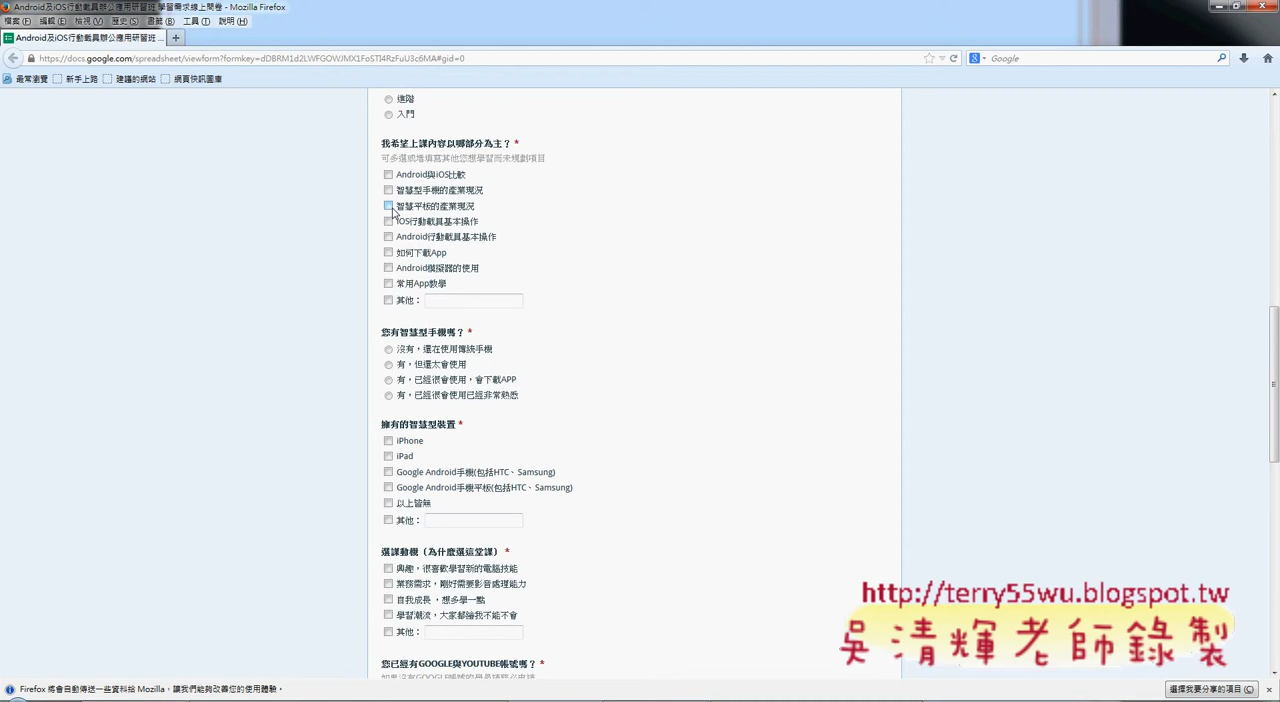 Android及iOS行動載具辦公應用研習班 學習需求線上問卷 - Mozilla Firefox
檔案(F) 編輯(E) 檢視(V) 歷史(S) 書籤(B) 工具(T) 說明(H)
Android及iOS行動載具辦公應用研習班 ...
https://docs.google.com/spreadsheet/viewform?formkey=dDBRM1d2LWFGOWJMX1FoSTI4RzFuU3c6MA#gid=0
Google
最常瀏覽 新手上路 建議的網站 網頁快訊圖庫
進階
入門
我希望上課內容以哪部分為主？ *
可多選或增填寫其他您想學習而未規劃項目
Android與iOS比較
智慧型手機的產業現況
智慧平板的產業現況
iOS行動載具基本操作
Android行動載具基本操作
如何下載App
Android模擬器的使用
常用App教學
其他：
您有智慧型手機嗎？ *
沒有，還在使用傳統手機
有，但還太會使用
有，已經很會使用，會下載APP
有，已經很會使用已經非常熟悉
擁有的智慧型裝置 *
iPhone
iPad
Google Android手機(包括HTC、Samsung)
Google Android手機平板(包括HTC、Samsung)
以上皆無
其他：
選課動機（為什麼選這堂課） *
興趣，很喜歡學習新的電腦技能
業務需求，剛好需要影音處理能力
自我成長 ，想多學一點
學習潮流，大家都會我不能不會
其他：
您已經有GOOGLE與YOUTUBE帳號嗎？ *
http://terry55wu.blogspot.tw
吳清輝老師錄製
Firefox 將會自動傳送一些資料給 Mozilla，讓我們能夠改善您的使用體驗。
選擇我要分享的項目(C)